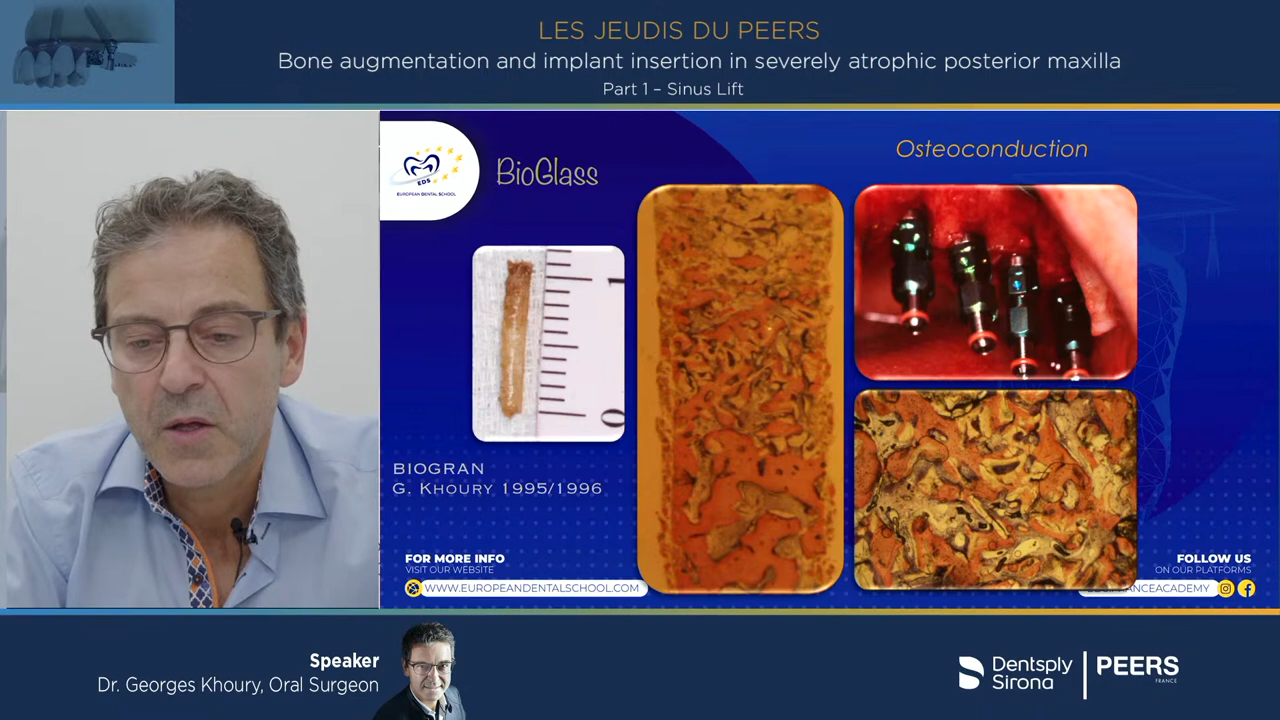 LES JEUDIS DU PEERS
Bone augmentation and implant insertion in severely atrophic posterior maxilla
Part 1 – Sinus Lift
EDS
EUROPEAN DENTAL SCHOOL
BioGlass
Osteoconduction
1
0
BIOGRAN
G. KHOURY 1995/1996
FOR MORE INFO
VISIT OUR WEBSITE
WWW.EUROPEANDENTALSCHOOL.COM
FOLLOW US
ON OUR PLATFORMS
Speaker
Dr. Georges Khoury, Oral Surgeon
Dentsply
Sirona
PEERS
FRANCE